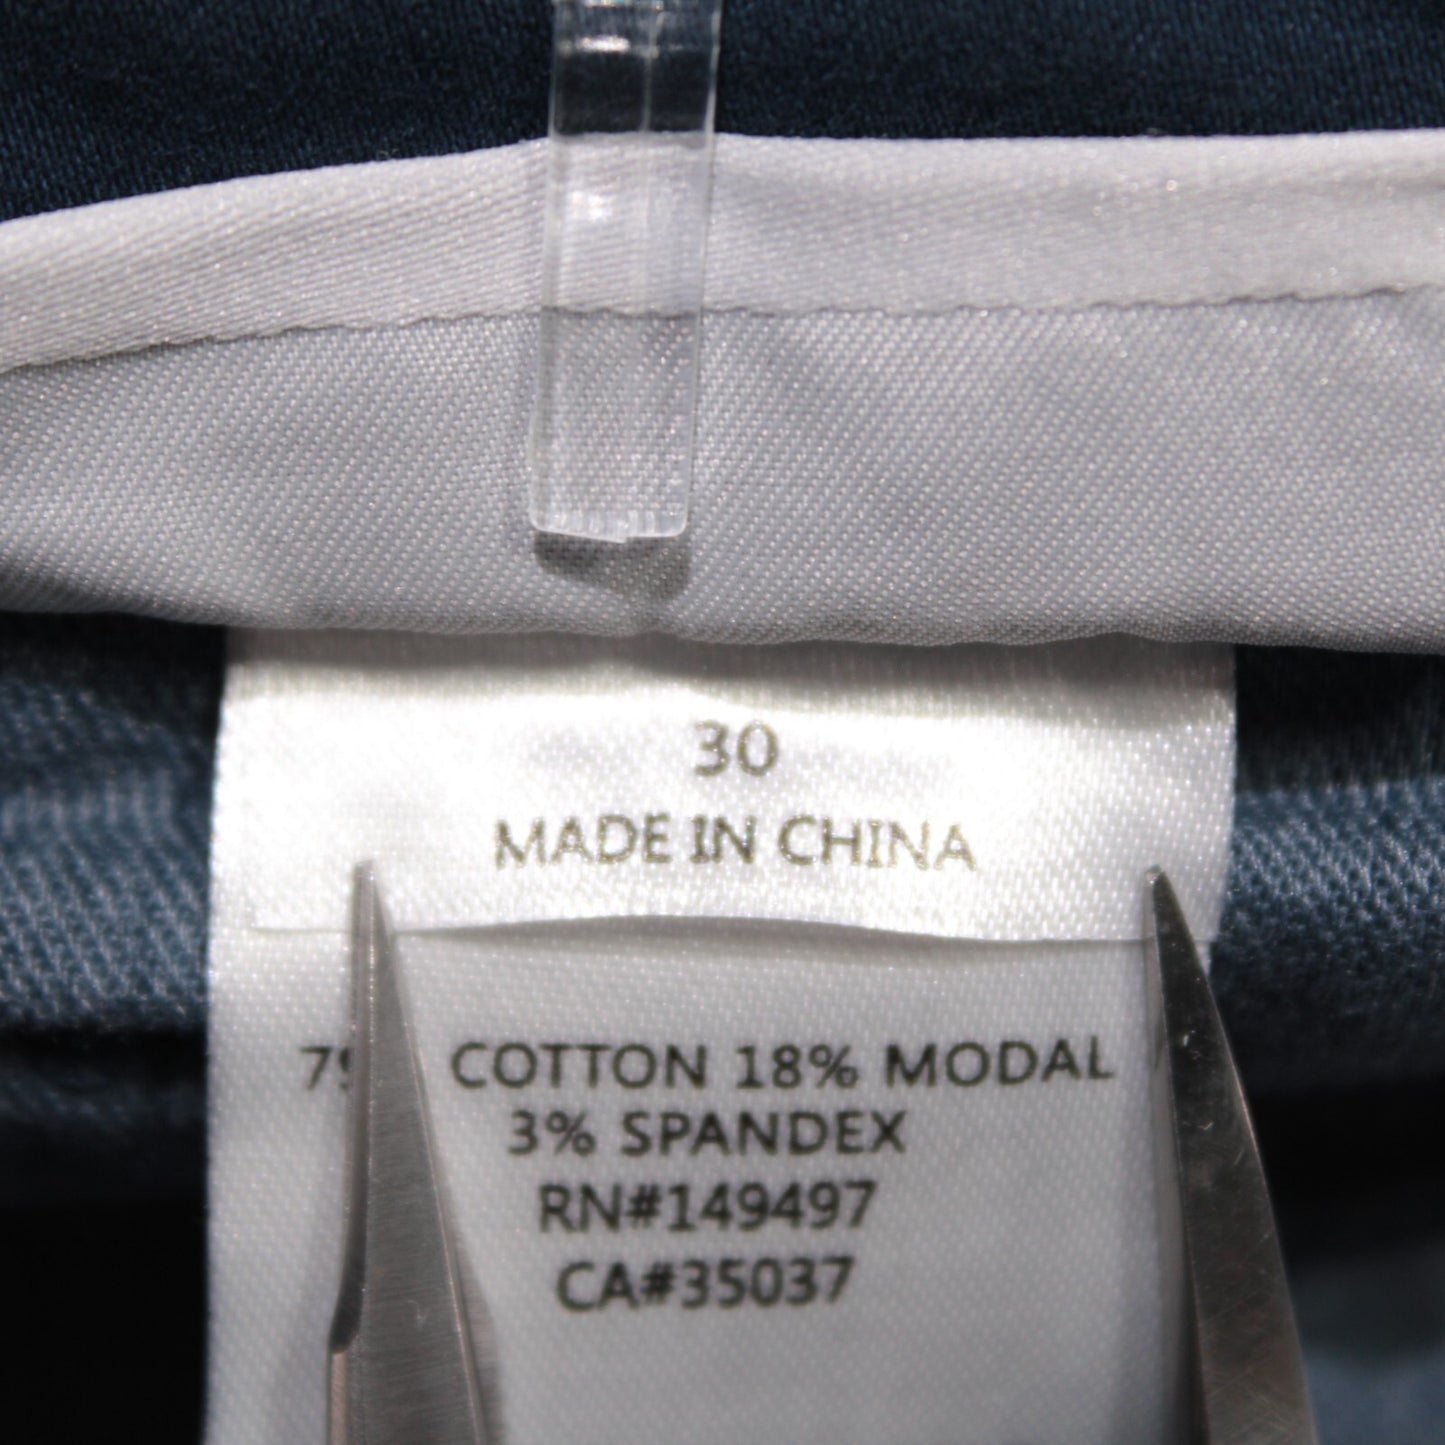 30
MADE IN CHINA
COTTON 18% MODAL
3% SPANDEX
RN#149497
CA#35037